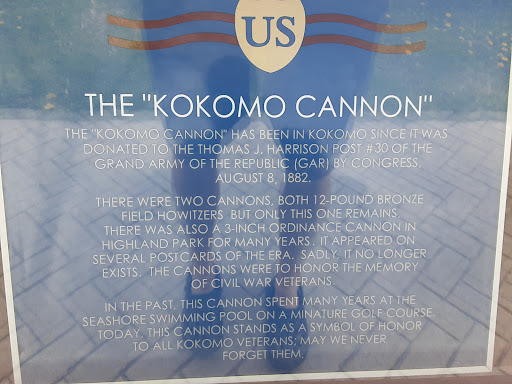 US
THE "KOKOMO CANNON"
THE "KOKOMO CANNON" HAS BEEN IN KOKOMO SINCE IT WAS
DONATED TO THE THOMAS J. HARRISON POST #30 OF THE
GRAND ARMY OF THE REPUBLIC (GAR) BY CONGRESS,
AUGUST 8, 1882.
THERE WERE TWO CANNONS, BOTH 12-POUND BRONZE
FIELD HOWITZERS BUT ONLY THIS ONE REMAINS.
THERE WAS ALSO A 3-INCH ORDINANCE CANNON IN
HIGHLAND PARK FOR MANY YEARS. IT APPEARED ON
SEVERAL POSTCARDS OF THE ERA. SADLY, IT NO LONGER
EXISTS. THE CANNONS WERE TO HONOR THE MEMORY
OF CIVIL WAR VETERANS.
IN THE PAST, THIS CANNON SPENT MANY YEARS AT THE
SEASHORE SWIMMING POOL ON A MINATURE GOLF COURSE.
TODAY, THIS CANNON STANDS AS A SYMBOL OF HONOR
TO ALL KOKOMO VETERANS; MAY WE NEVER
FORGET THEM.